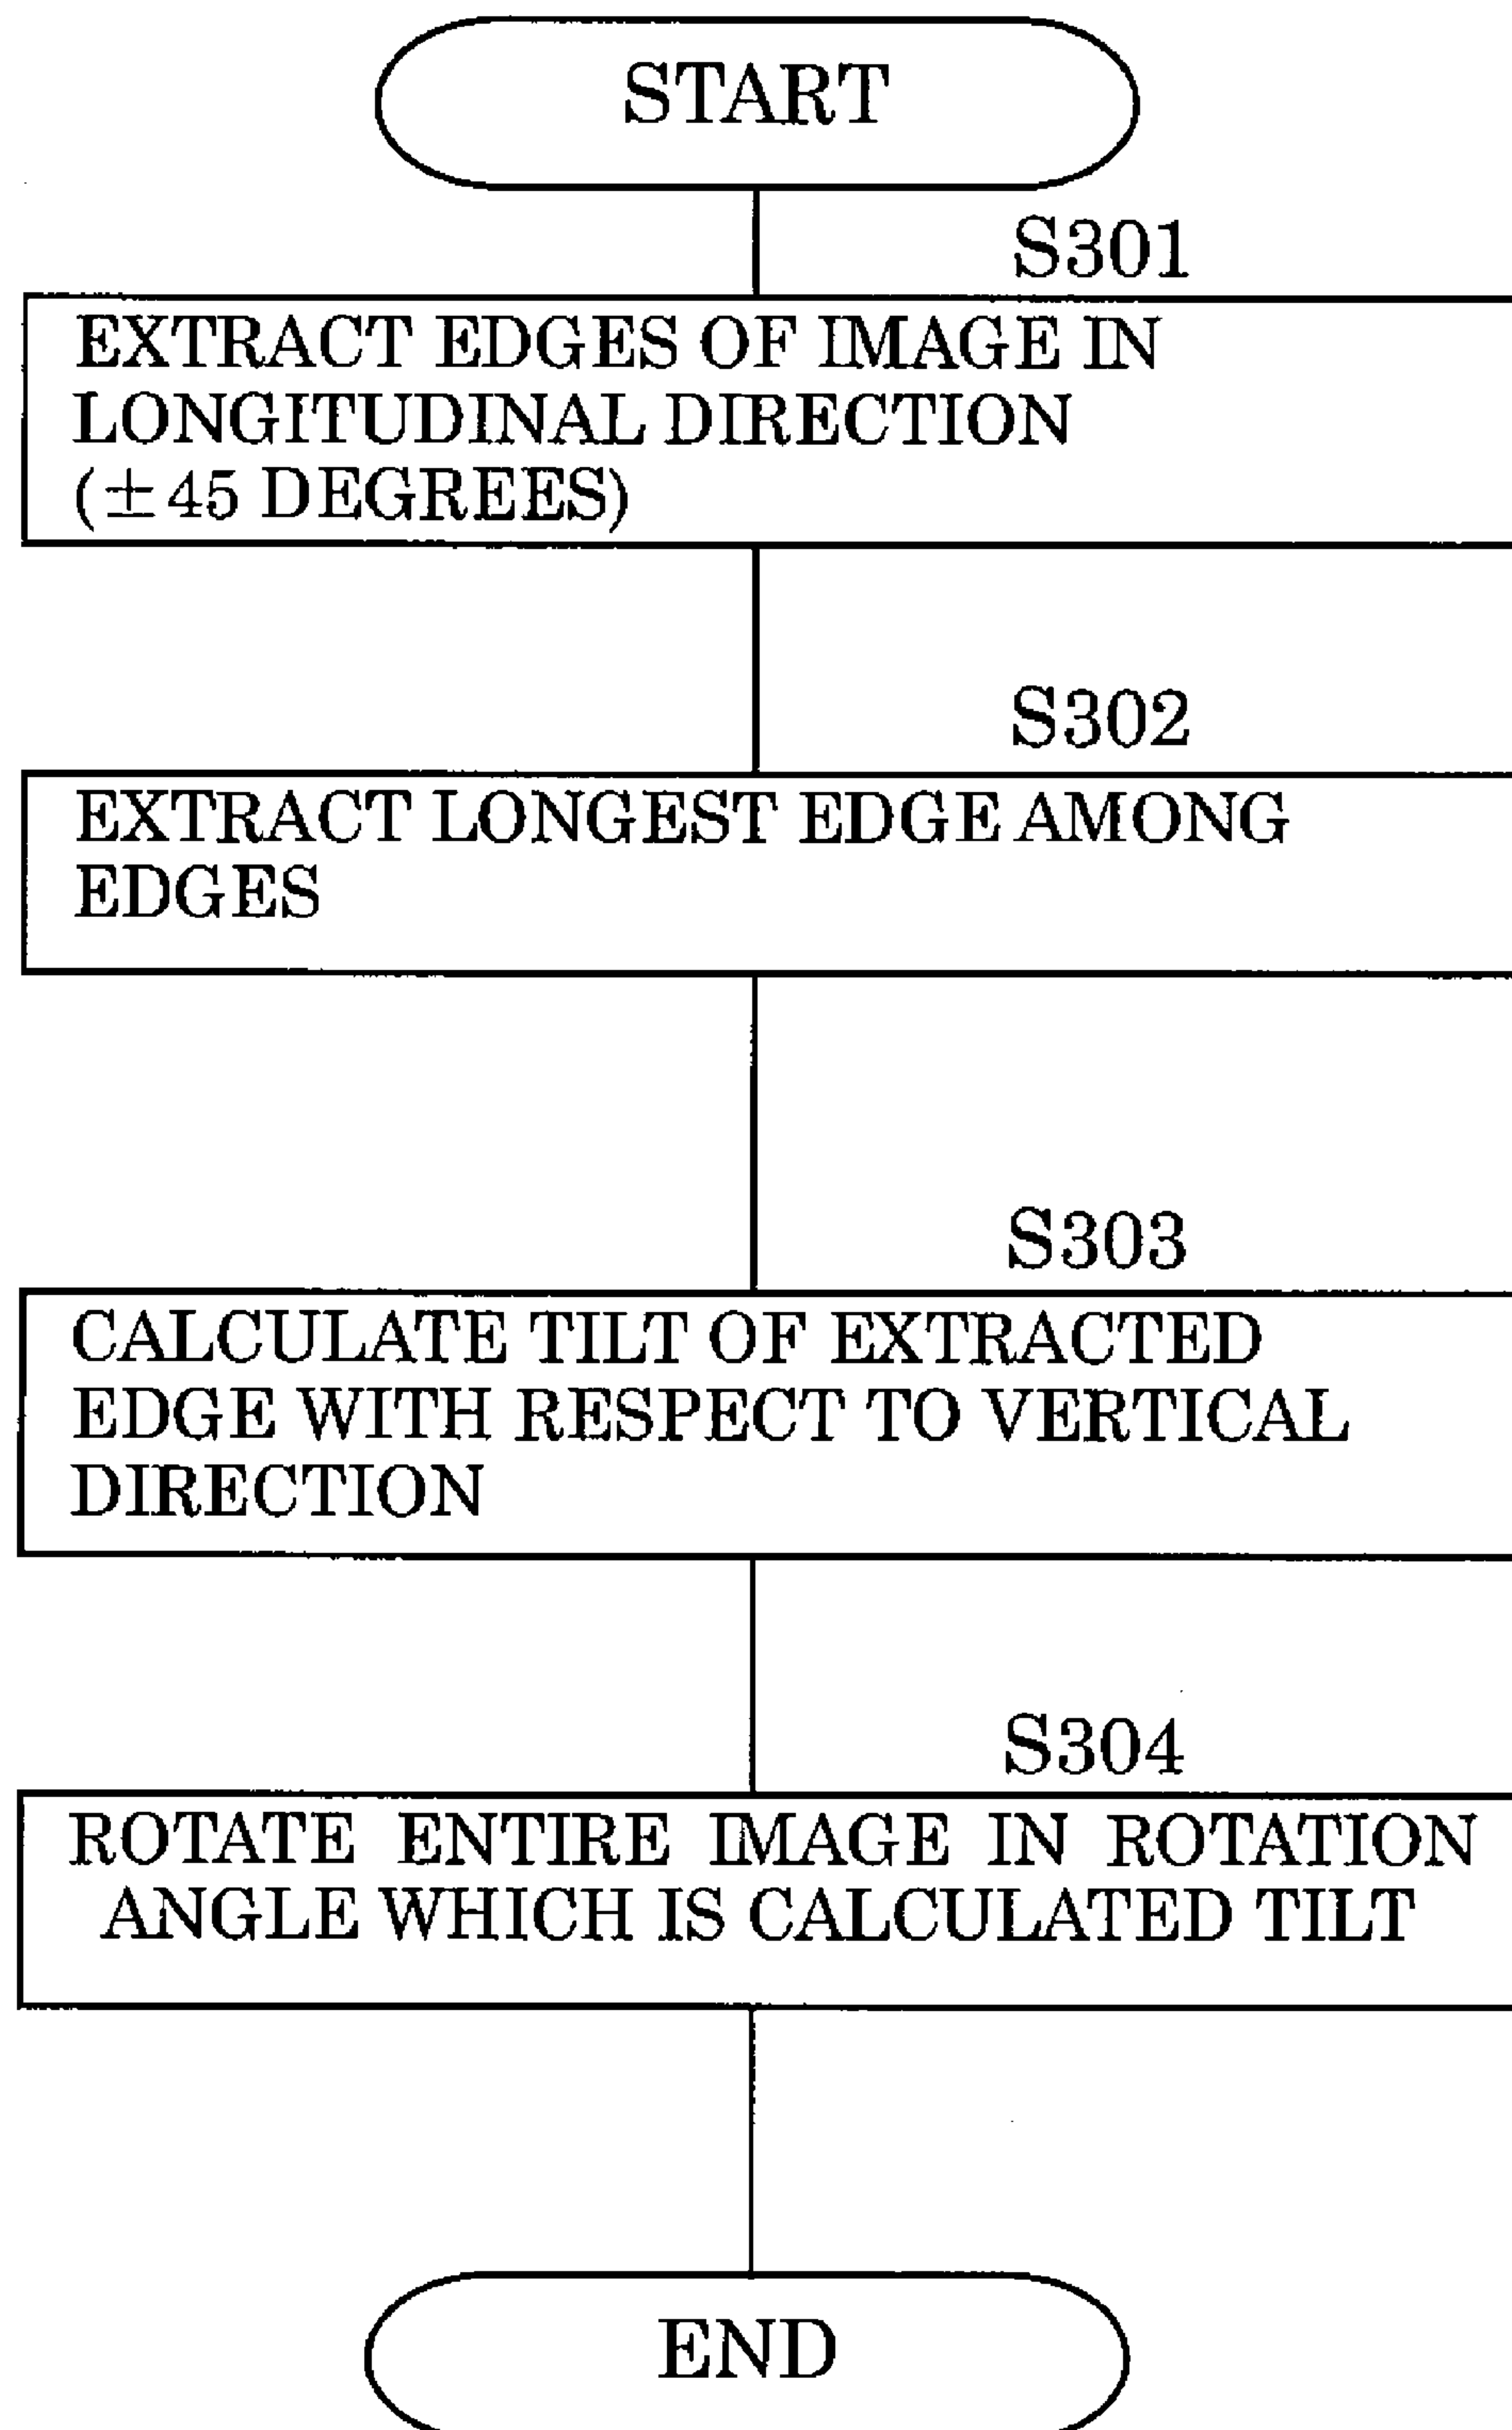 START
S301
EXTRACT EDGES OF IMAGE IN
LONGITUDINAL DIRECTION
(±45 DEGREES)
S302
EXTRACT LONGEST EDGE AMONG
EDGES
S303
CALCULATE TILT OF EXTRACTED
EDGE WITH RESPECT TO VERTICAL
DIRECTION
S304
ROTATE ENTIRE IMAGE IN ROTATION
ANGLE WHICH IS CALCULATED TILT
END